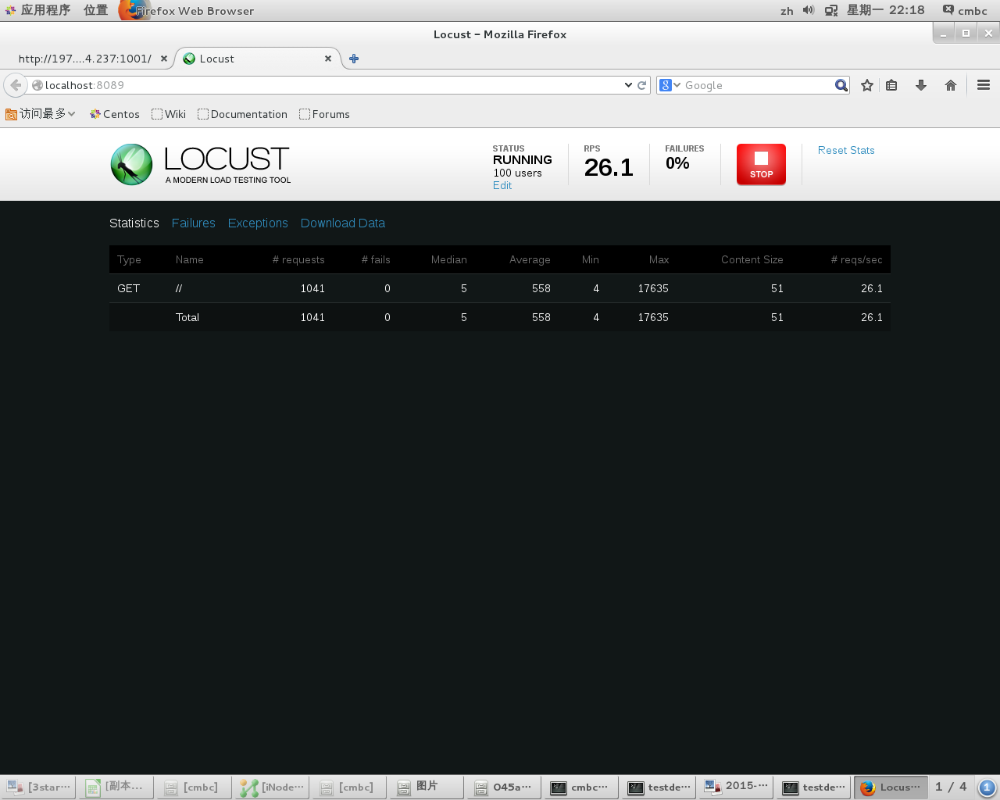 应用程序 位置 Firefox Web Browser zh 星期一 22:18 cmbc
Locust – Mozilla Firefox
http://197....4.237:1001/ Locust
localhost:8089 Google
访问最多 Centos Wiki Documentation Forums
LOCUST
A MODERN LOAD TESTING TOOL
STATUS
RUNNING
100 users
Edit
RPS
26.1
FAILURES
0%
STOP
Reset Stats
Statistics Failures Exceptions Download Data
Type Name # requests # fails Median Average Min Max Content Size # reqs/sec
GET // 1041 0 5 558 4 17635 51 26.1
Total 1041 0 5 558 4 17635 51 26.1
[3star… [副本… [cmbc] [iNode… [cmbc] 图片 045a… cmbc… testde… 2015-… testde… Locus… 1 / 4 1